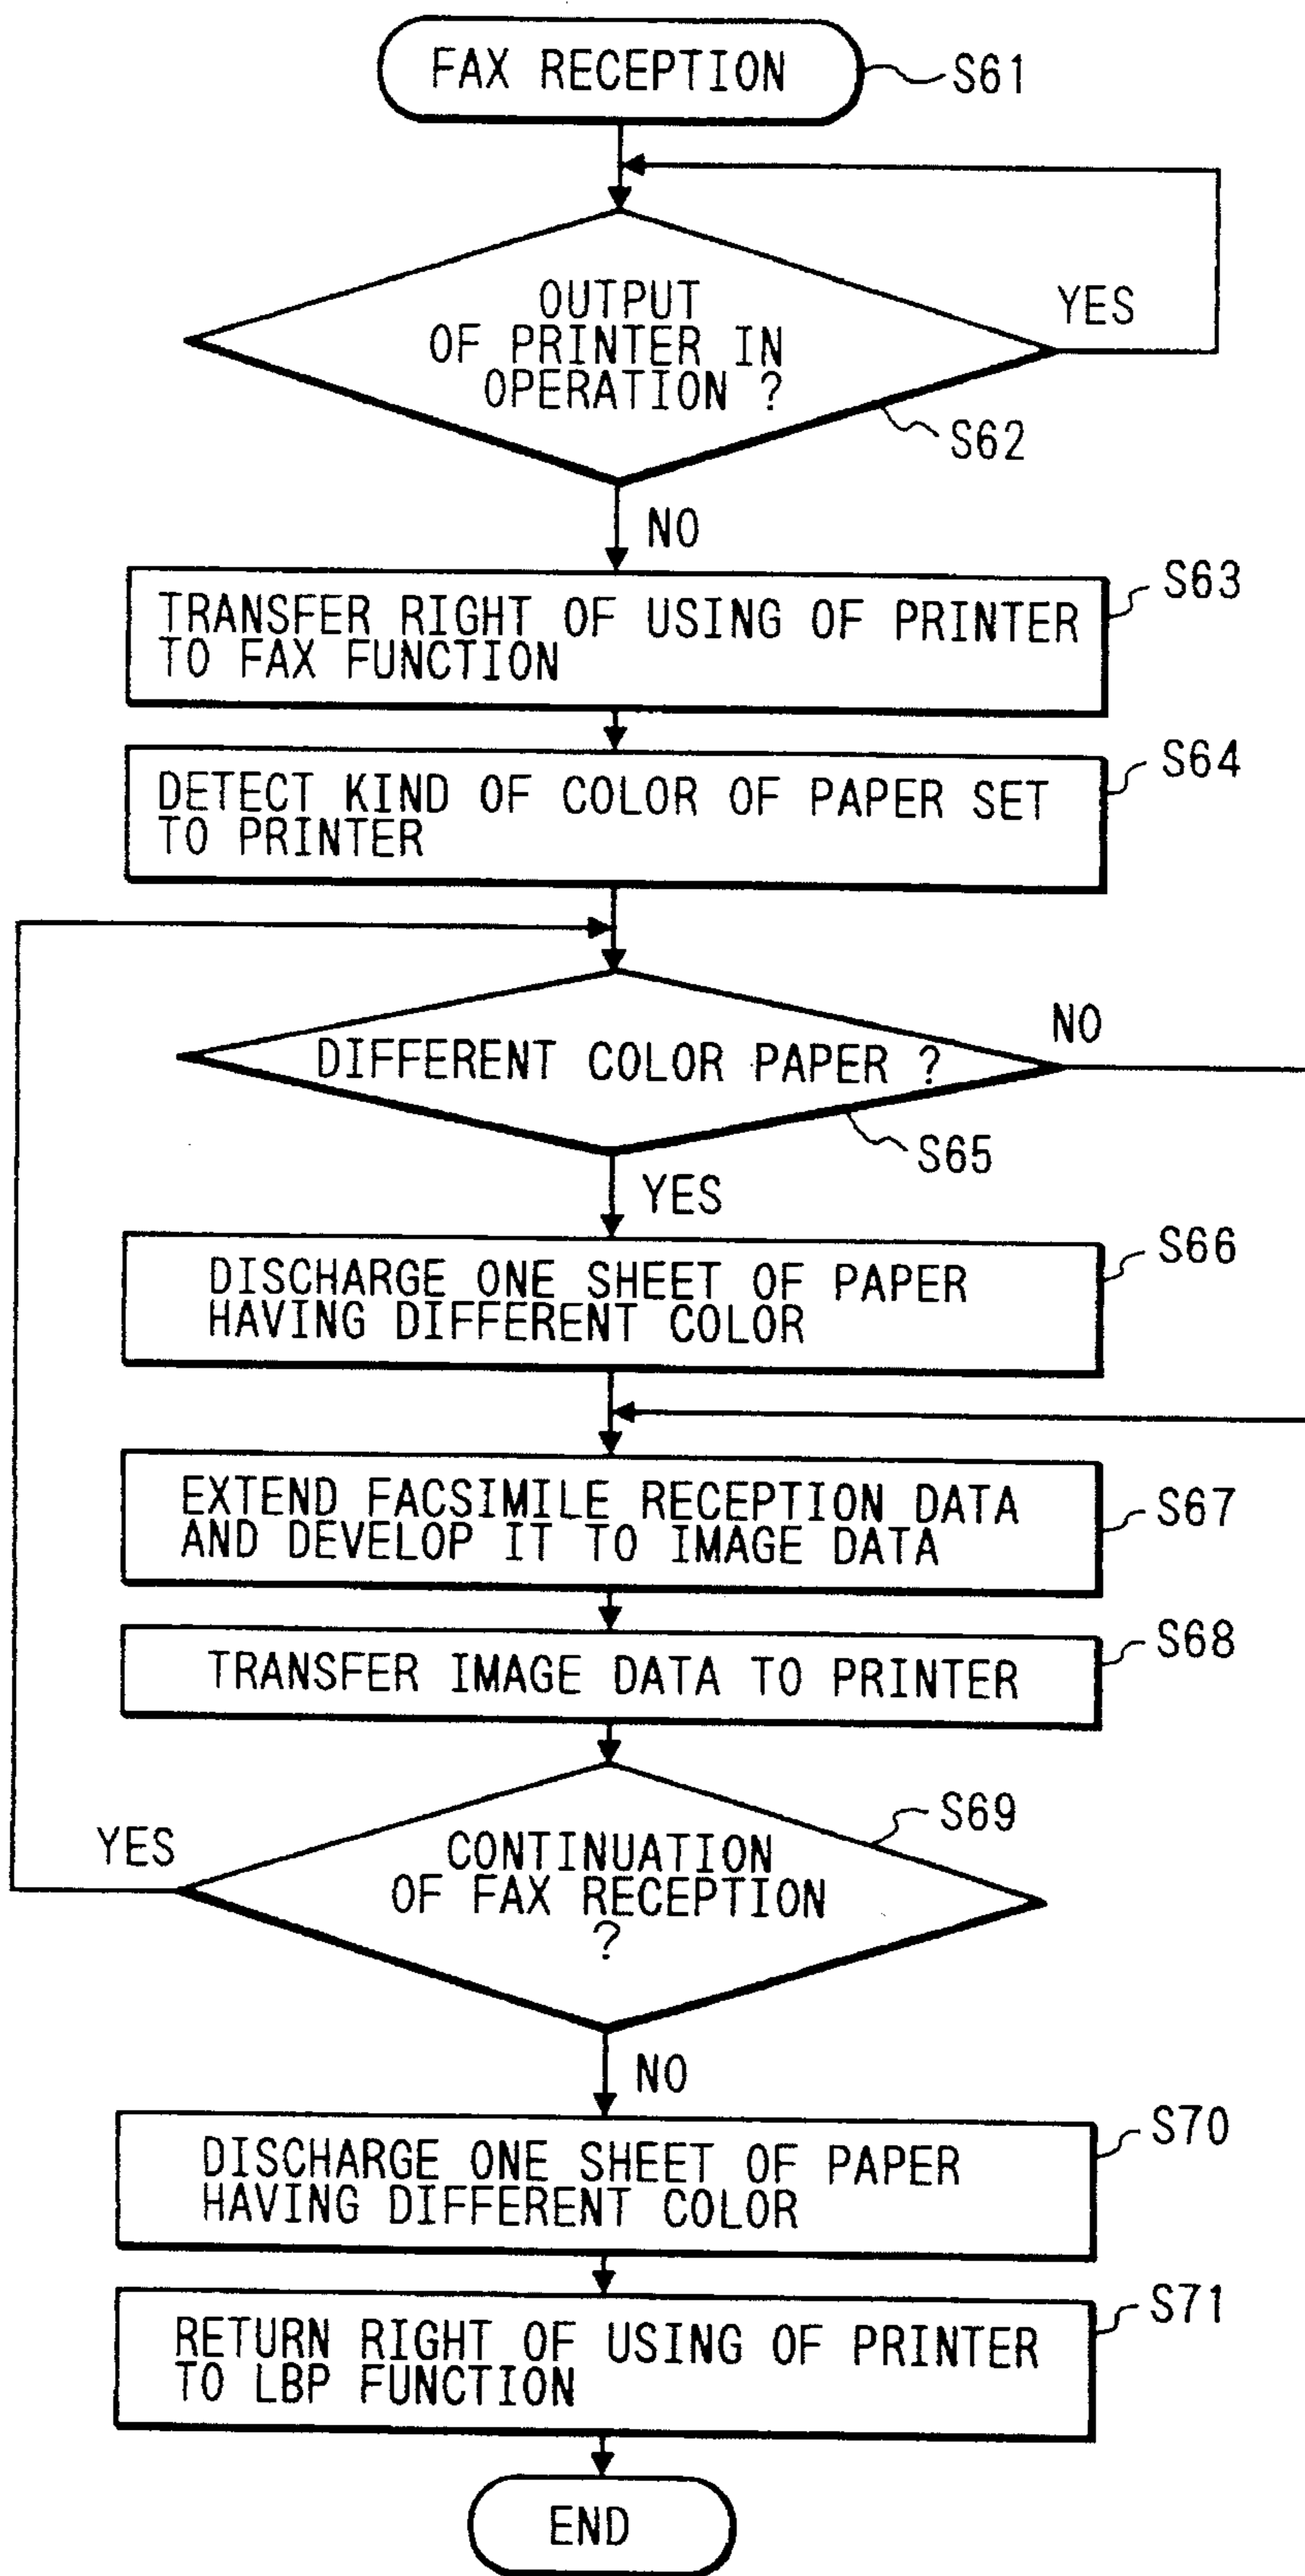 FAX RECEPTION
S61
OUTPUT
OF PRINTER IN
OPERATION ?
YES
S62
NO
S63
TRANSFER RIGHT OF USING OF PRINTER
TO FAX FUNCTION
S64
DETECT KIND OF COLOR OF PAPER SET
TO PRINTER
NO
DIFFERENT COLOR PAPER ?
S65
YES
S66
DISCHARGE ONE SHEET OF PAPER
HAVING DIFFERENT COLOR
S67
EXTEND FACSIMILE RECEPTION DATA
AND DEVELOP IT TO IMAGE DATA
S68
TRANSFER IMAGE DATA TO PRINTER
S69
YES
CONTINUATION
OF FAX RECEPTION
?
NO
S70
DISCHARGE ONE SHEET OF PAPER
HAVING DIFFERENT COLOR
S71
RETURN RIGHT OF USING OF PRINTER
TO LBP FUNCTION
END